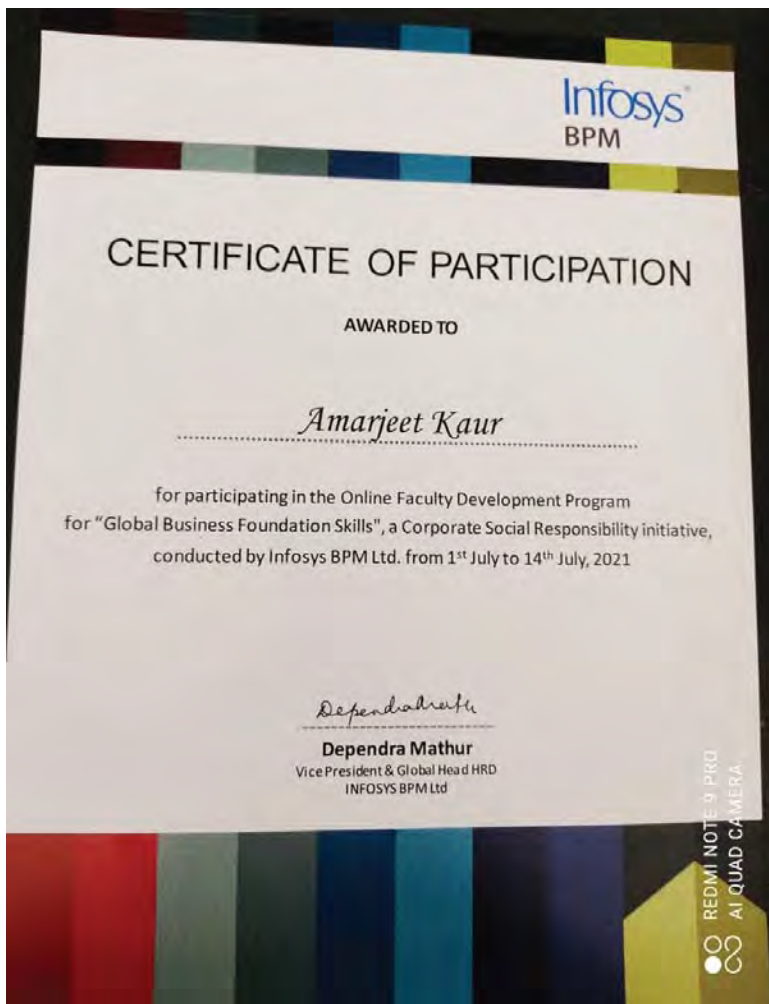 Infosys®
BPM
CERTIFICATE OF PARTICIPATION
AWARDED TO
Amarjeet Kaur
for participating in the Online Faculty Development Program
for “Global Business Foundation Skills”, a Corporate Social Responsibility initiative,
conducted by Infosys BPM Ltd. from 1st July to 14th July, 2021
Dependra Mathur
Vice President & Global Head HRD
INFOSYS BPM Ltd
REDMI NOTE 9 PRO
AI QUAD CAMERA